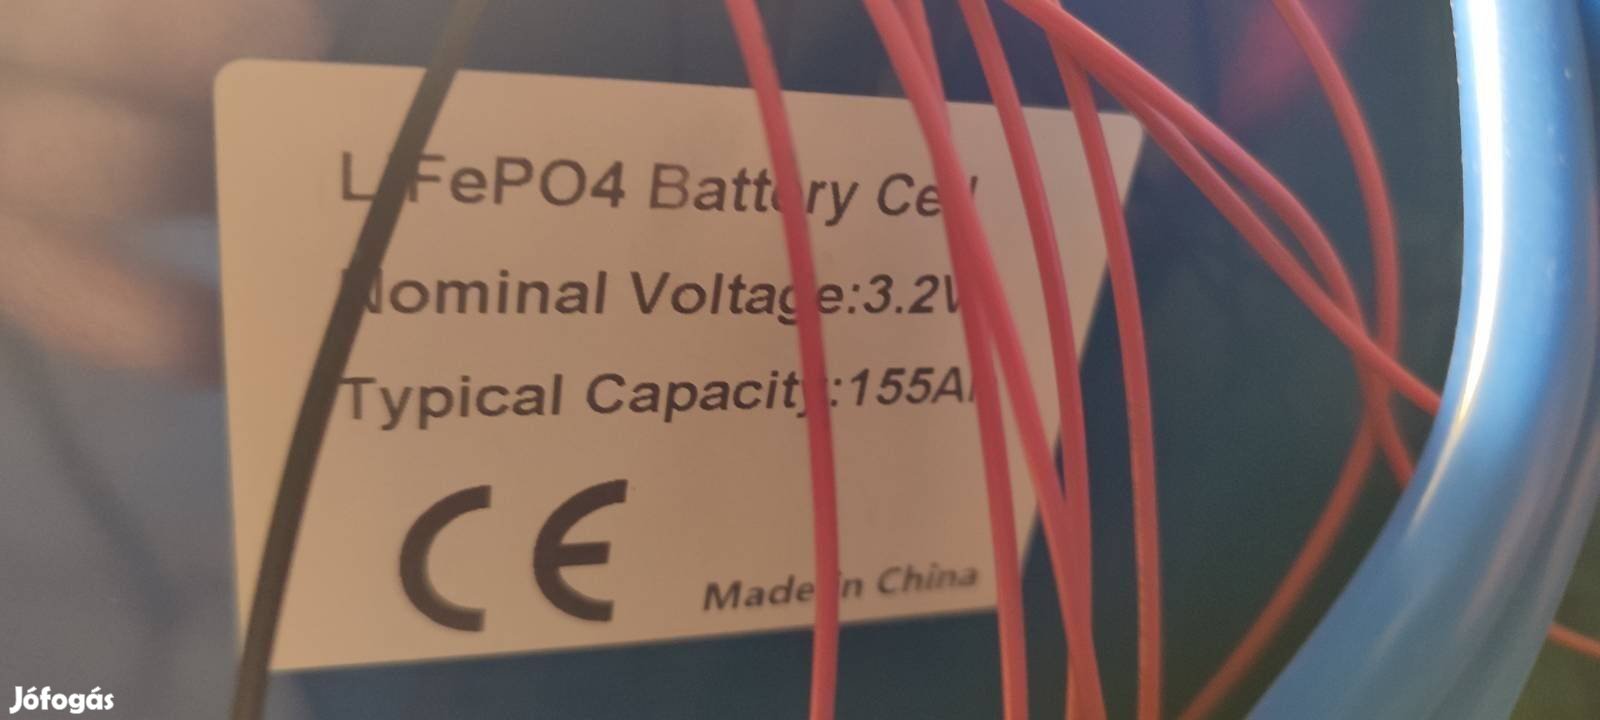 LiFePO4 Battery Cell
Nominal Voltage:3.2V
Typical Capacity:155Ah
CE
Made in China
Jófogás